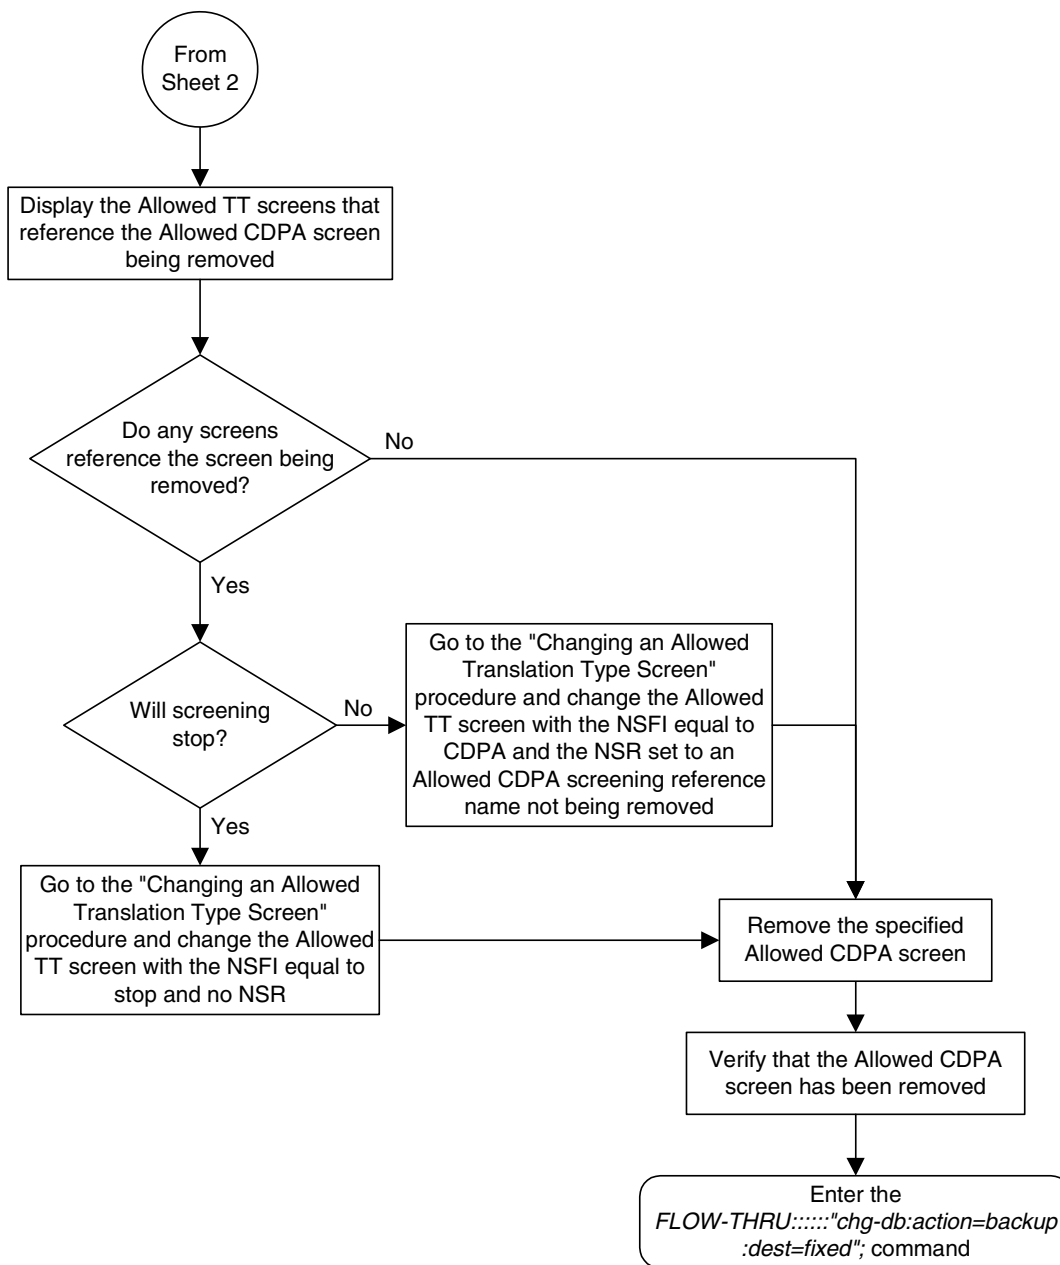 From
Sheet 2
Display the Allowed TT screens that
reference the Allowed CDPA screen
being removed
Do any screens
reference the screen being
removed?
No
Yes
Will screening
stop?
No
Go to the "Changing an Allowed
Translation Type Screen"
procedure and change the Allowed
TT screen with the NSFI equal to
CDPA and the NSR set to an
Allowed CDPA screening reference
name not being removed
Yes
Go to the "Changing an Allowed
Translation Type Screen"
procedure and change the Allowed
TT screen with the NSFI equal to
stop and no NSR
Remove the specified
Allowed CDPA screen
Verify that the Allowed CDPA
screen has been removed
Enter the
FLOW-THRU::::::"chg-db:action=backup
:dest=fixed"; command